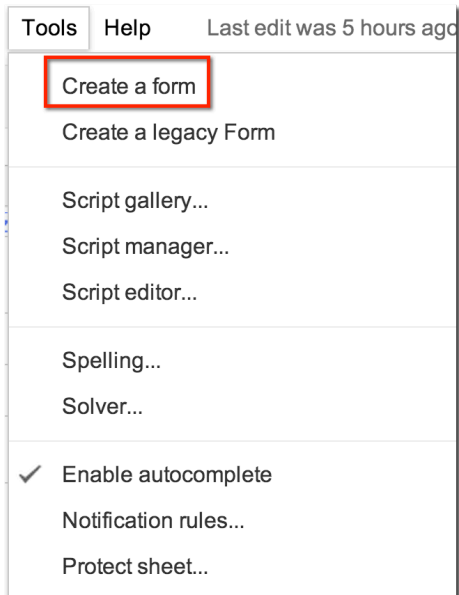 Tools Help Last edit was 5 hours ago
Create a form
Create a legacy Form
Script gallery...
Script manager...
Script editor...
Spelling...
Solver...
Enable autocomplete
Notification rules...
Protect sheet...